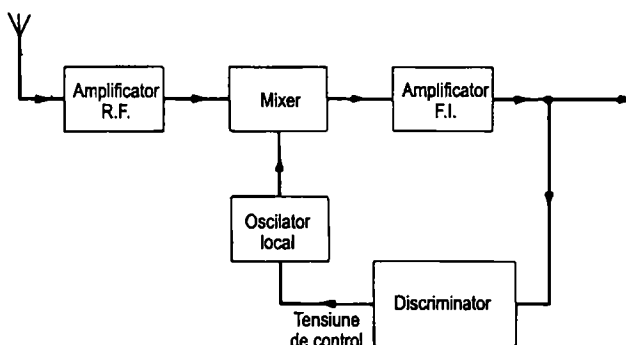 Amplificator
R.F.
Mixer
Amplificator
F.I.
Oscilator
local
Discriminator
Tensiune
de control